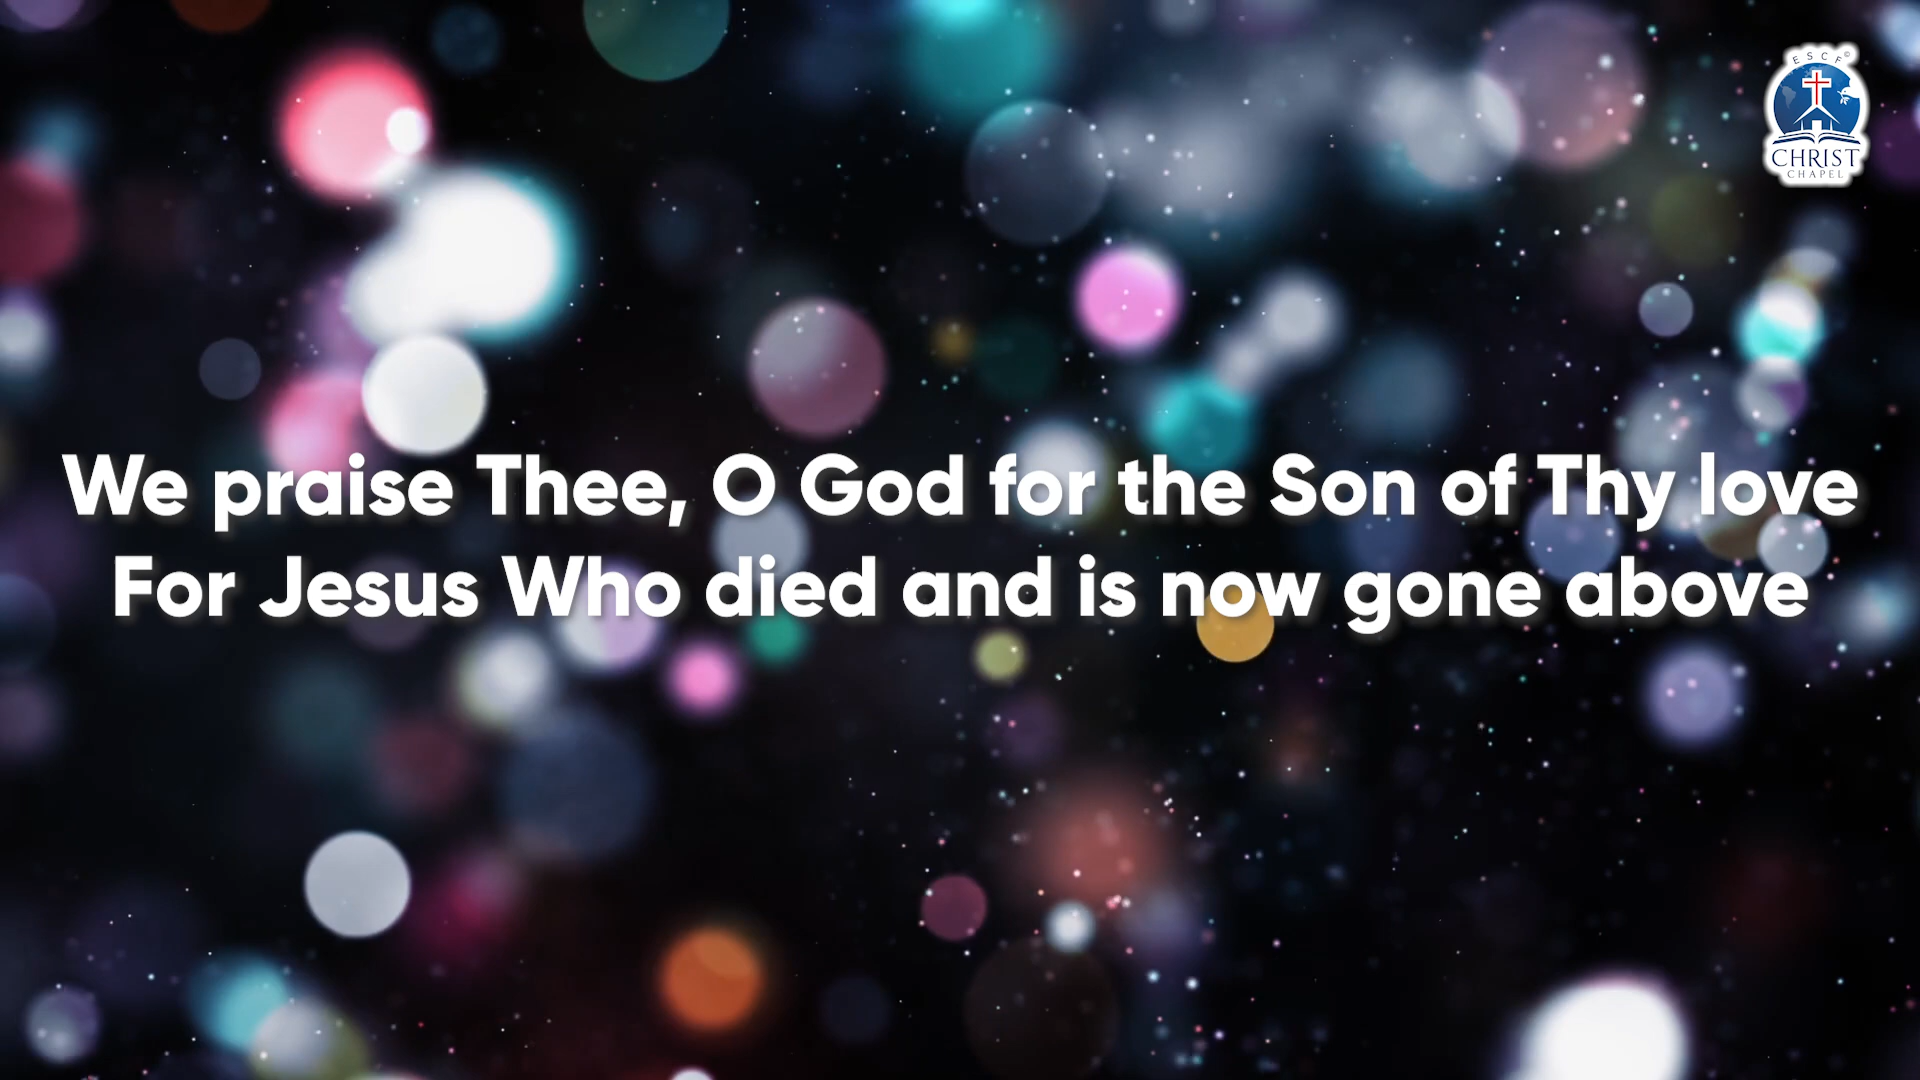 ESCF©
CHRIST
CHAPEL
We praise Thee, O God for the Son of Thy love
For Jesus Who died and is now gone above